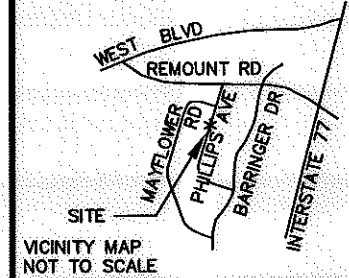 WEST BLVD
REMOUNT RD
MAYFLOWER RD
PHILLIPS AVE
BARRINGER DR
INTERSTATE 77
SITE
VICINITY MAP
NOT TO SCALE